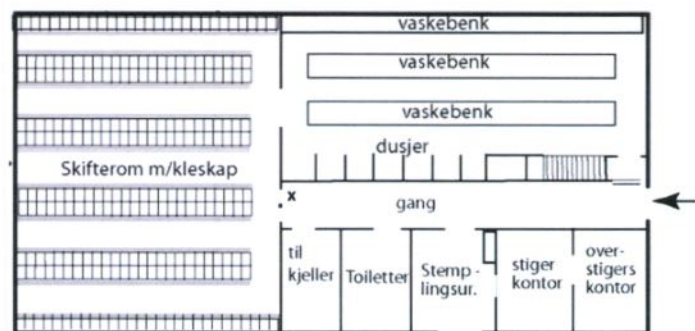 vaskebenk
vaskebenk
vaskebenk
dusjer
Skifterom m/kleskap
x
gang
til
kjeller
Toiletter
Stemp-
lingsur.
stiger
kontor
over-
stigers
kontor